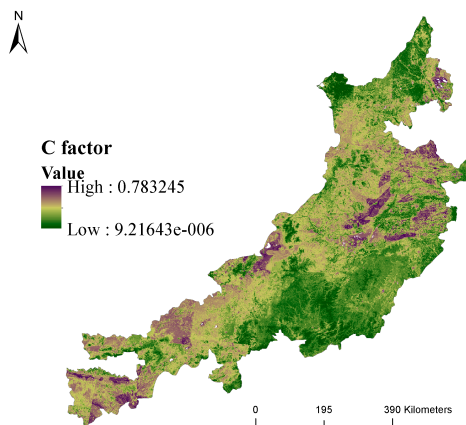 N
C factor
Value
High : 0.783245
Low : 9.21643e-006
0 195 390 Kilometers